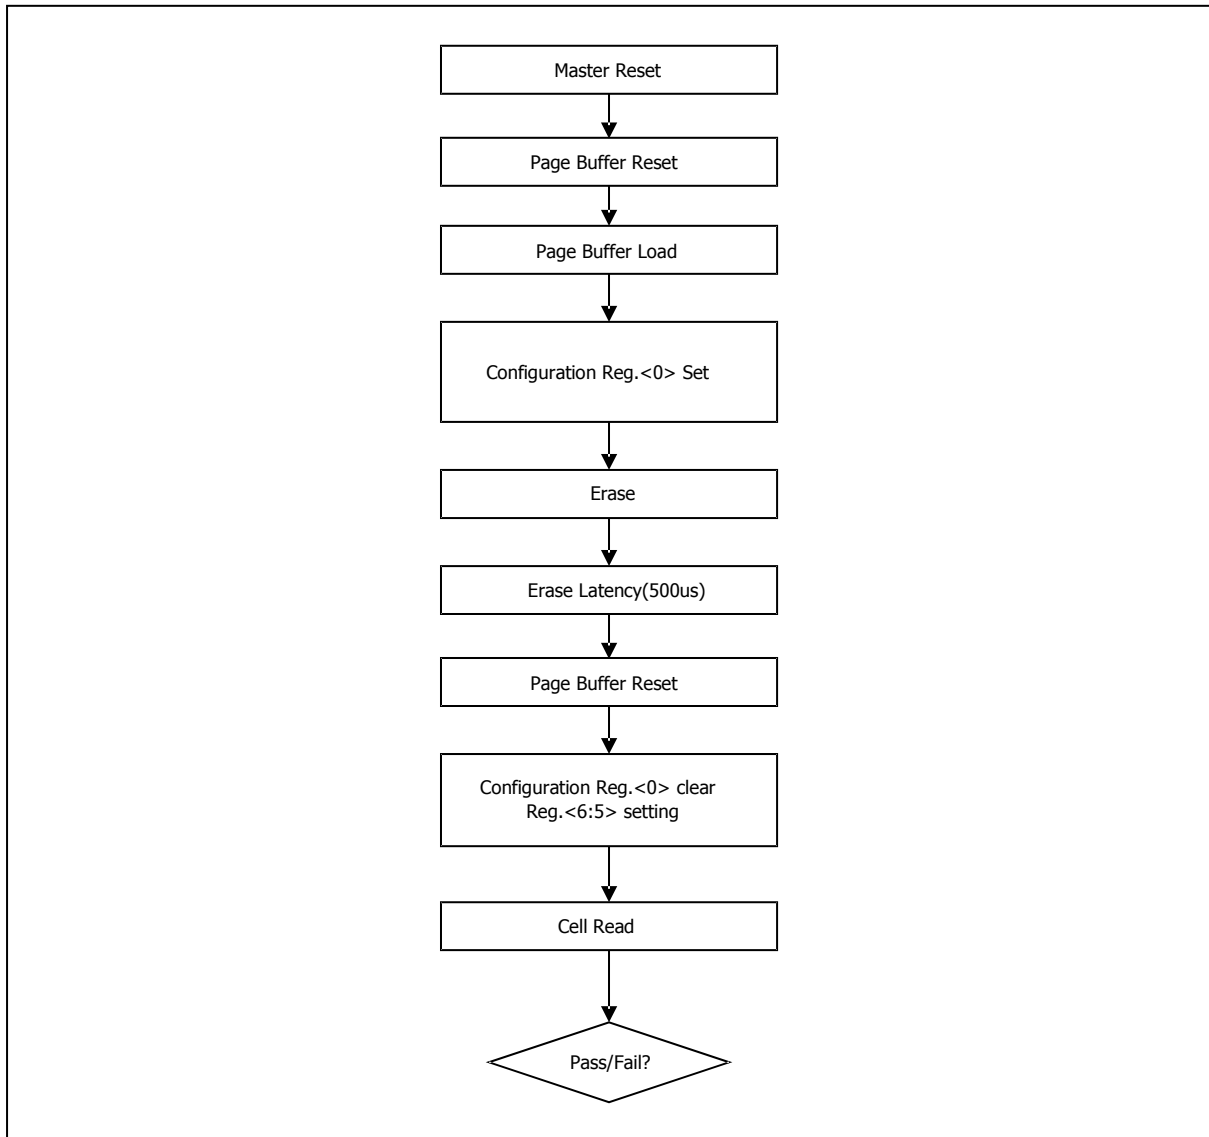 Master Reset
Page Buffer Reset
Page Buffer Load
Configuration Reg.<0> Set
Erase
Erase Latency(500us)
Page Buffer Reset
Configuration Reg.<0> clear
Reg.<6:5> setting
Cell Read
Pass/Fail?